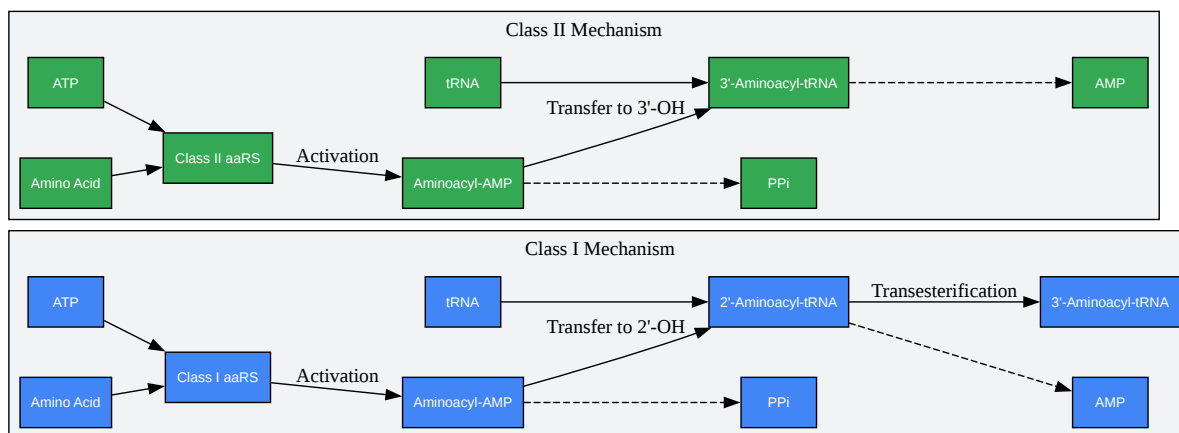 Class II Mechanism
ATP
tRNA
3'-Aminoacyl-tRNA
AMP
Transfer to 3'-OH
Class II aaRS
Activation
Amino Acid
Aminoacyl-AMP
PPi
Class I Mechanism
ATP
tRNA
2'-Aminoacyl-tRNA
Transesterification
3'-Aminoacyl-tRNA
Transfer to 2'-OH
Class I aaRS
Activation
Amino Acid
Aminoacyl-AMP
PPi
AMP